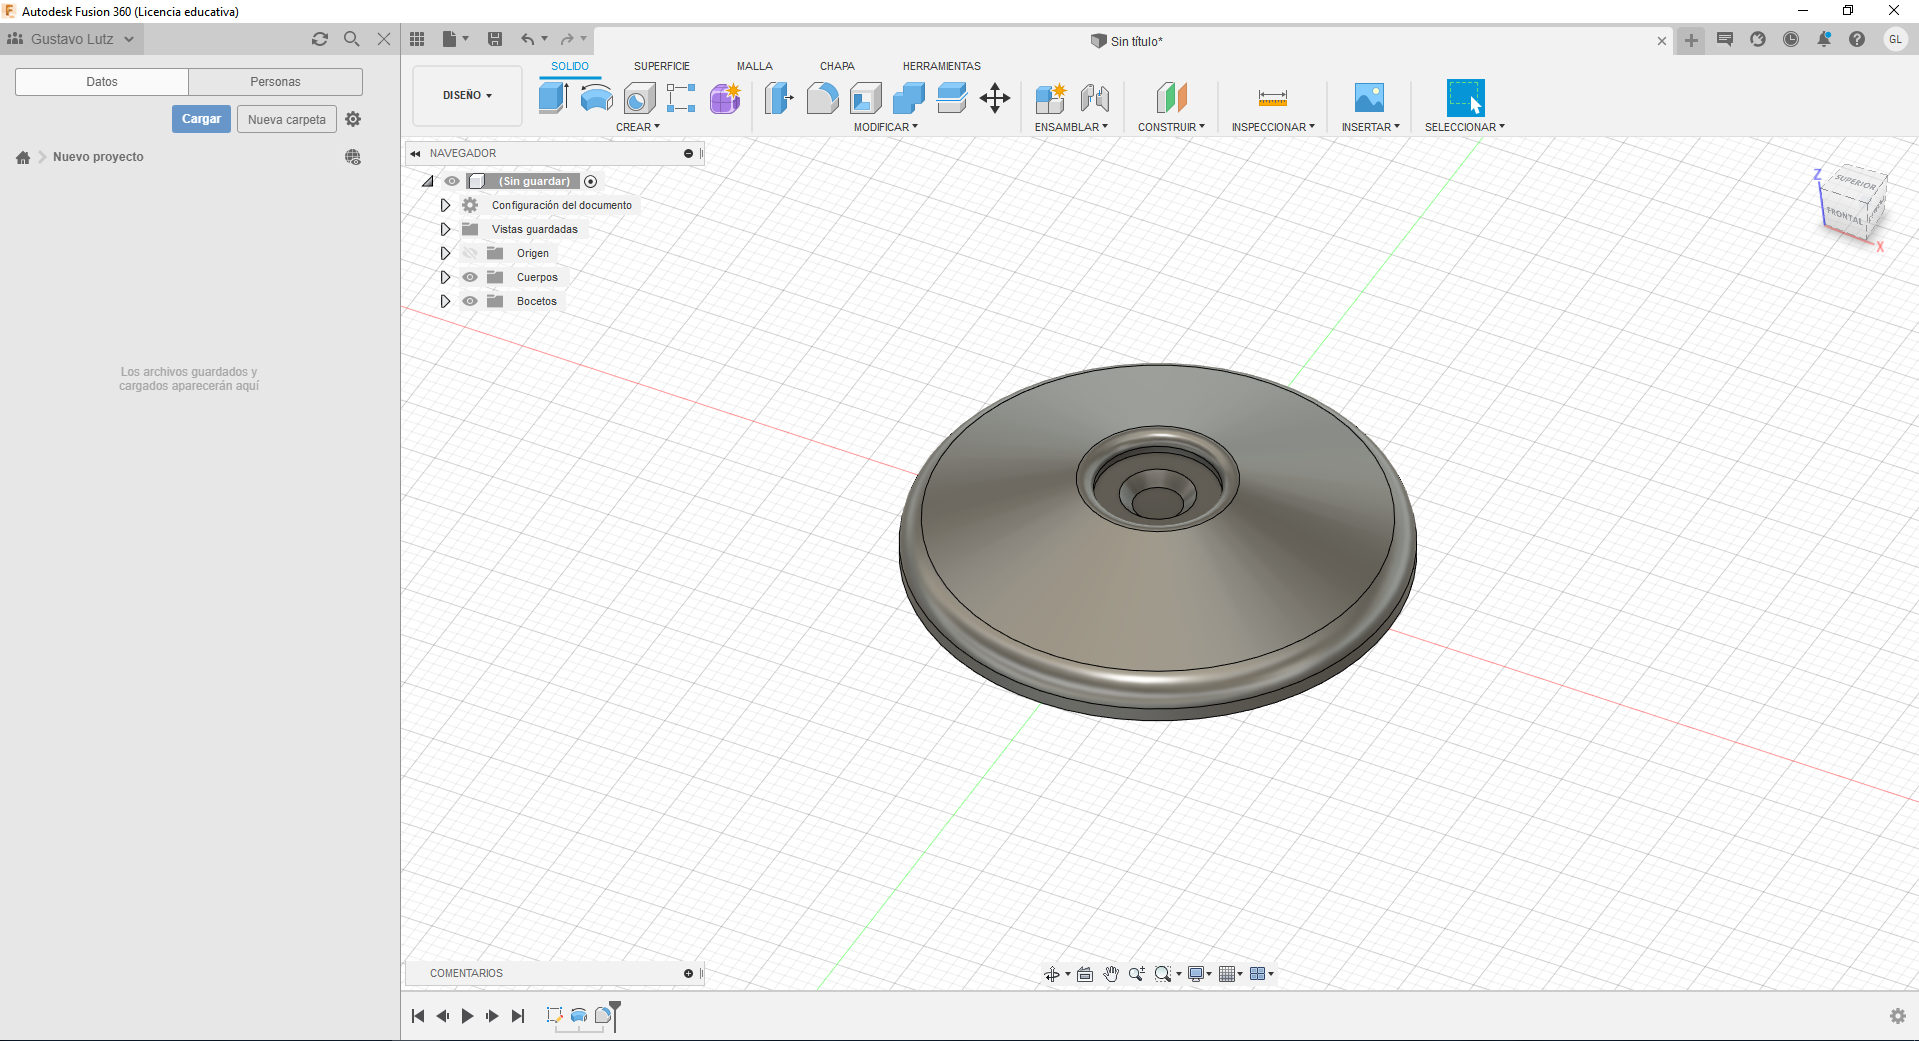 Autodesk Fusion 360 (Licencia educativa)
Gustavo Lutz
Sin título*
GL
Datos
Personas
Cargar
Nueva carpeta
Nuevo proyecto
Los archivos guardados y
cargados aparecerán aquí
DISEÑO
SOLIDO
SUPERFICIE
MALLA
CHAPA
HERRAMIENTAS
CREAR
MODIFICAR
ENSAMBLAR
CONSTRUIR
INSPECCIONAR
INSERTAR
SELECCIONAR
NAVEGADOR
(Sin guardar)
Configuración del documento
Vistas guardadas
Origen
Cuerpos
Bocetos
Z
SUPERIOR
FRONTAL
X
COMENTARIOS